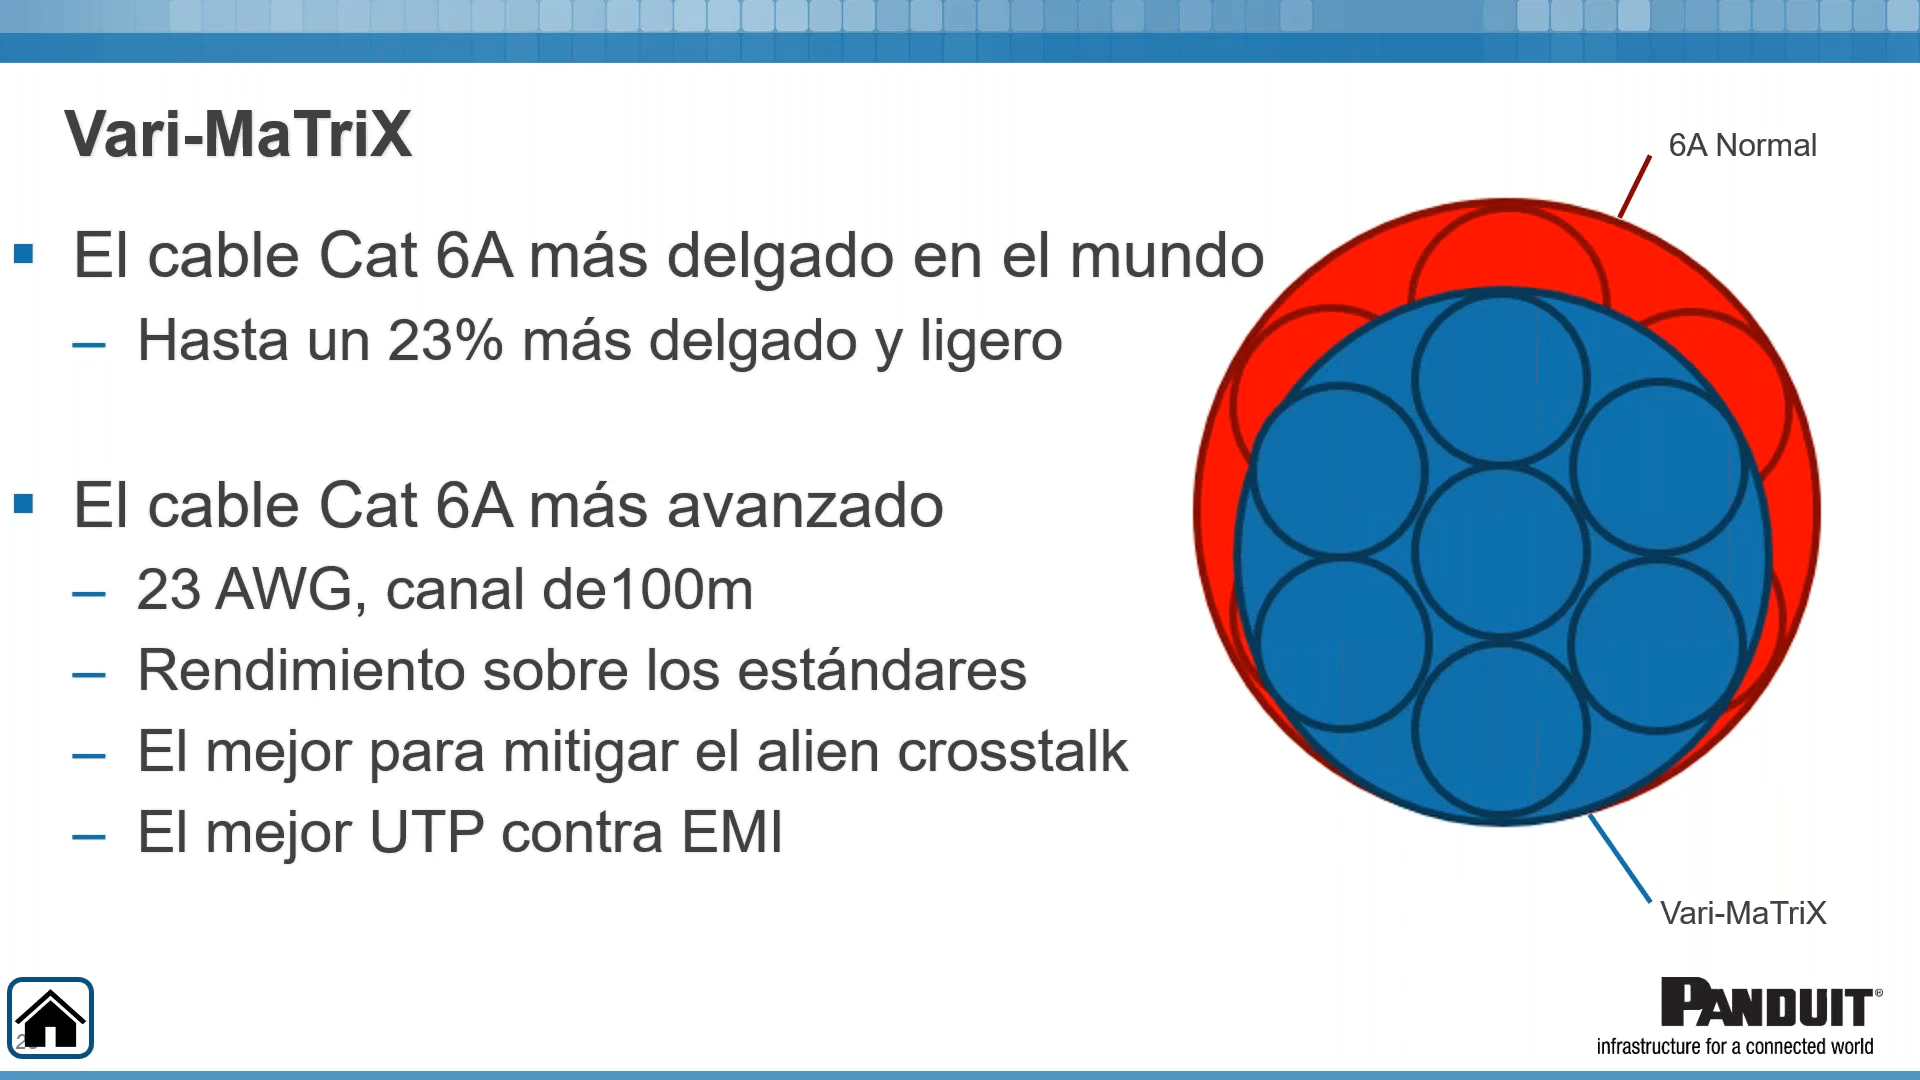 Vari-MaTriX
6A Normal
El cable Cat 6A más delgado en el mundo
– Hasta un 23% más delgado y ligero
El cable Cat 6A más avanzado
– 23 AWG, canal de100m
– Rendimiento sobre los estándares
– El mejor para mitigar el alien crosstalk
– El mejor UTP contra EMI
Vari-MaTriX
PANDUIT®
infrastructure for a connected world